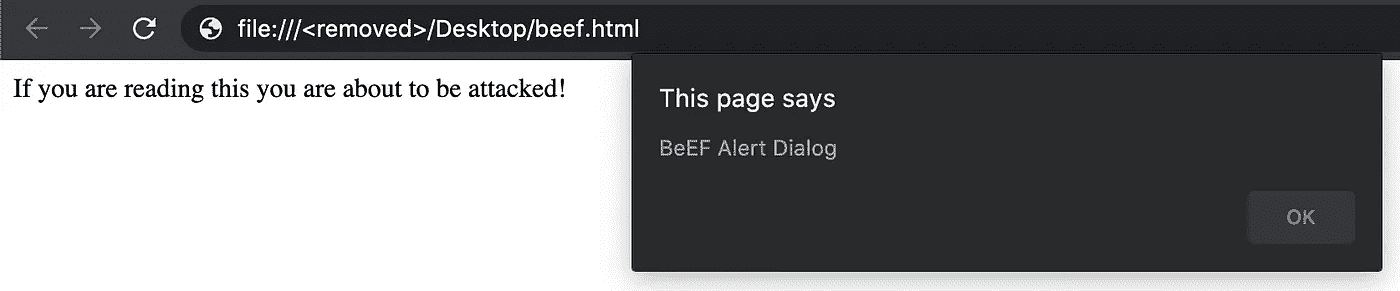 file:///<removed>/Desktop/beef.html
If you are reading this you are about to be attacked!
This page says
BeEF Alert Dialog
OK